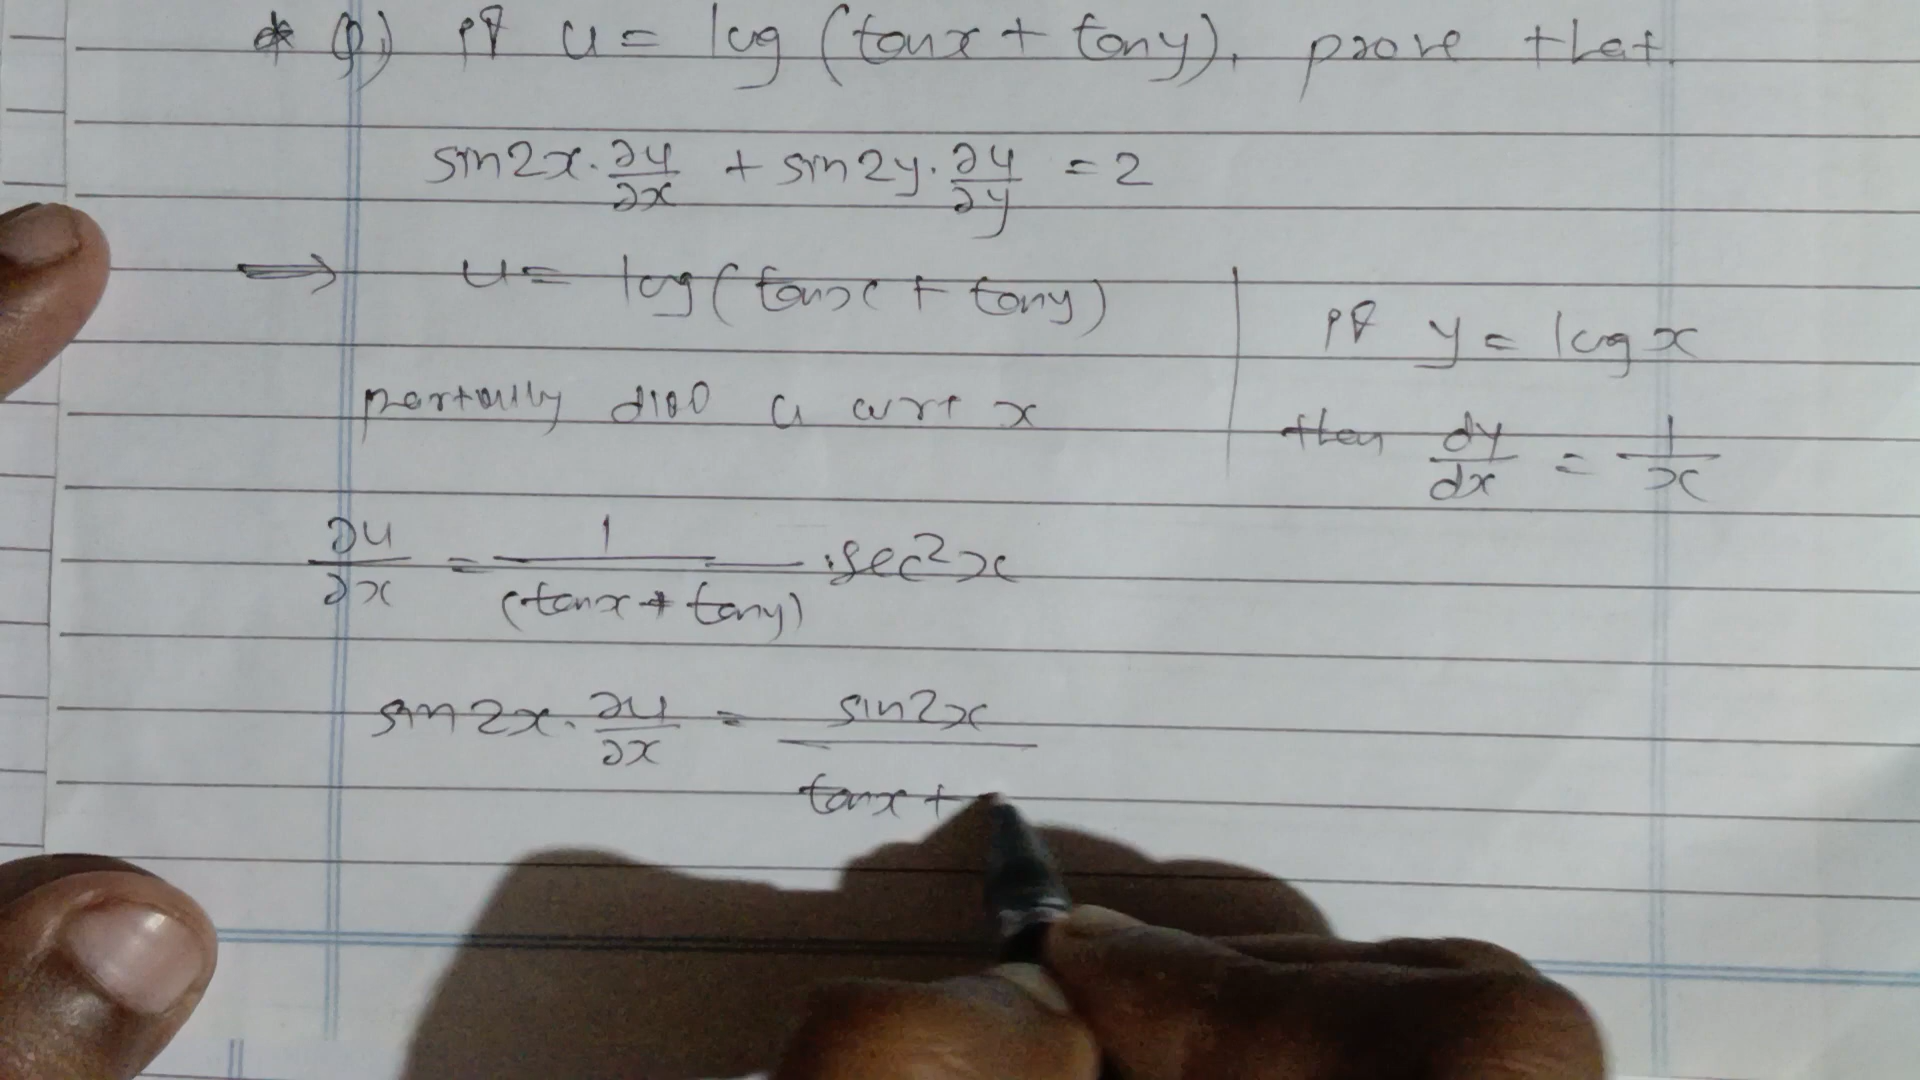 * Q.) If u = log (tanx + tany), prove that
sin2x. ∂u/∂x + sin2y. ∂u/∂y = 2
⇒ u = log (tanx + tany)
partially diff u wrt x
∂u/∂x = 1/(tanx + tany) .sec²x
sin2x. ∂u/∂x = sin2x/tanx +
If y = log x
then dy/dx = 1/x